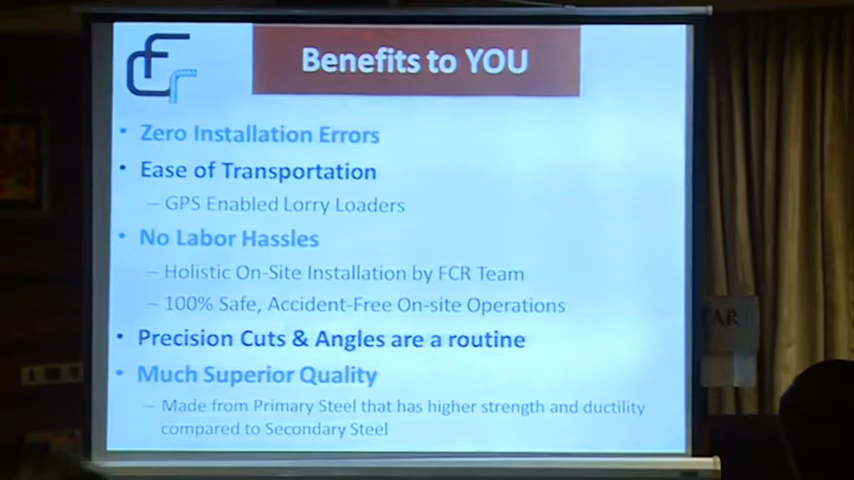 Benefits to YOU
• Zero Installation Errors
• Ease of Transportation
– GPS Enabled Lorry Loaders
• No Labor Hassles
– Holistic On-Site Installation by FCR Team
– 100% Safe, Accident-Free On-site Operations
• Precision Cuts & Angles are a routine
• Much Superior Quality
– Made from Primary Steel that has higher strength and ductility
compared to Secondary Steel